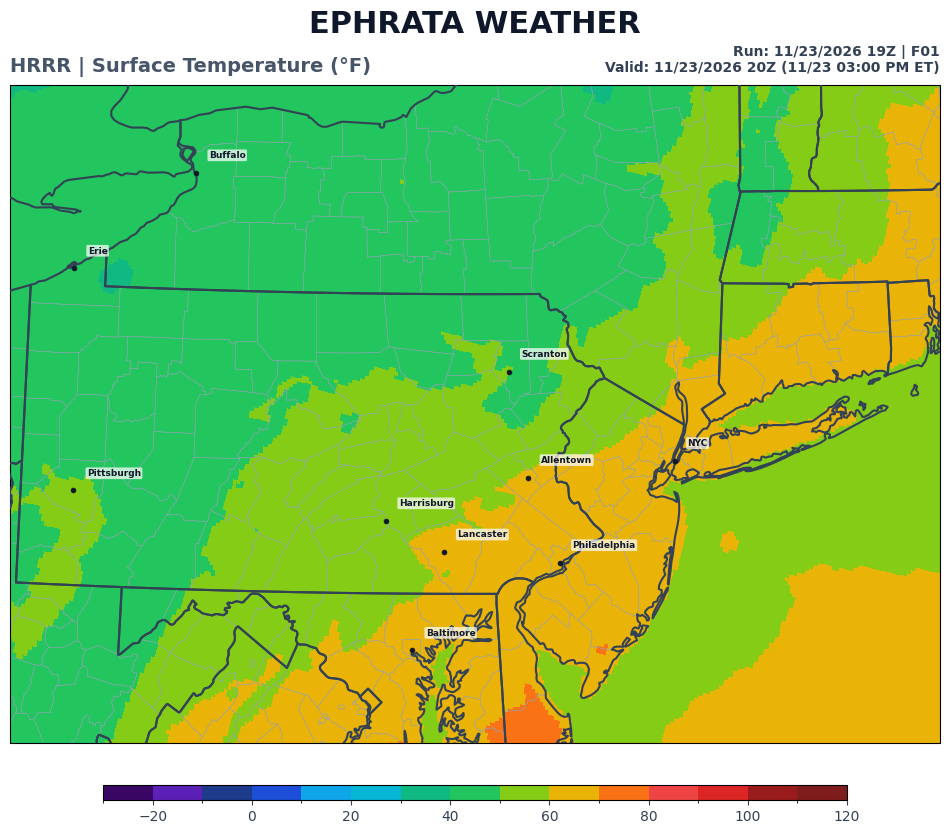 EPHRATA WEATHER
HRRR | Surface Temperature (°F)
Run: 11/23/2026 19Z | F01
Valid: 11/23/2026 20Z (11/23 03:00 PM ET)
Buffalo
Erie
Scranton
NYC
Allentown
Pittsburgh
Harrisburg
Lancaster
Philadelphia
Baltimore
−20 0 20 40 60 80 100 120